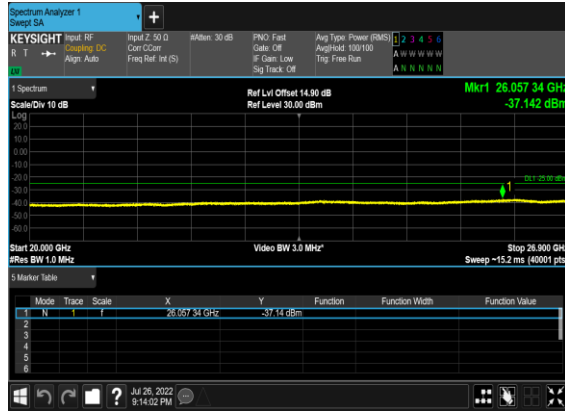 Spectrum Analyzer 1
Swept SA
+
KEYSIGHT Input: RF Input Z: 50 Ω #Atten: 30 dB PNO: Fast Avg Type: Power (RMS) 1 2 3 4 5 6
R T Coupling: DC Corr CCorr Gate: Off Avg|Hold: 100/100 A W W W W W
Align: Auto Freq Ref: Int (S) IF Gain: Low Trig: Free Run
LXI Sig Track: Off A N N N N N
1 Spectrum Ref Lvl Offset 14.90 dB Mkr1 26.057 34 GHz
Scale/Div 10 dB Ref Level 30.00 dBm -37.142 dBm
Log
20.0
10.0
0.00
-10.0
-20.0 DL1 -25.00 dBm
-30.0 1
-40.0
-50.0
-60.0
Start 20.000 GHz Video BW 3.0 MHz* Stop 26.900 GHz
#Res BW 1.0 MHz Sweep ~15.2 ms (40001 pts)
5 Marker Table
Mode Trace Scale X Y Function Function Width Function Value
1 N 1 f 26.057 34 GHz -37.14 dBm
2
3
4
5
6
? Jul 26, 2022
9:14:02 PM